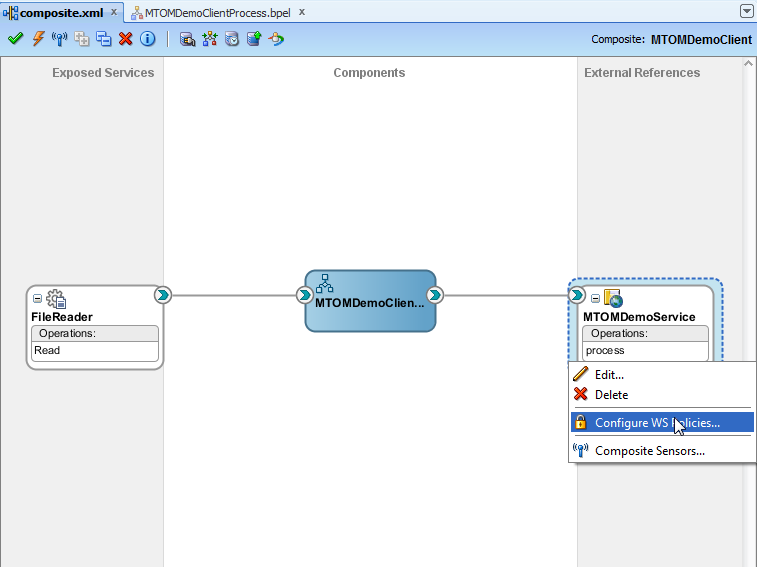 composite.xml x MTOMDemoClientProcess.bpel x
Composite: MTOMDemoClient
Exposed Services Components External References
FileReader
Operations:
Read
MTOMDemoClien...
MTOMDemoService
Operations:
process
Edit...
Delete
Configure WS Policies...
Composite Sensors...